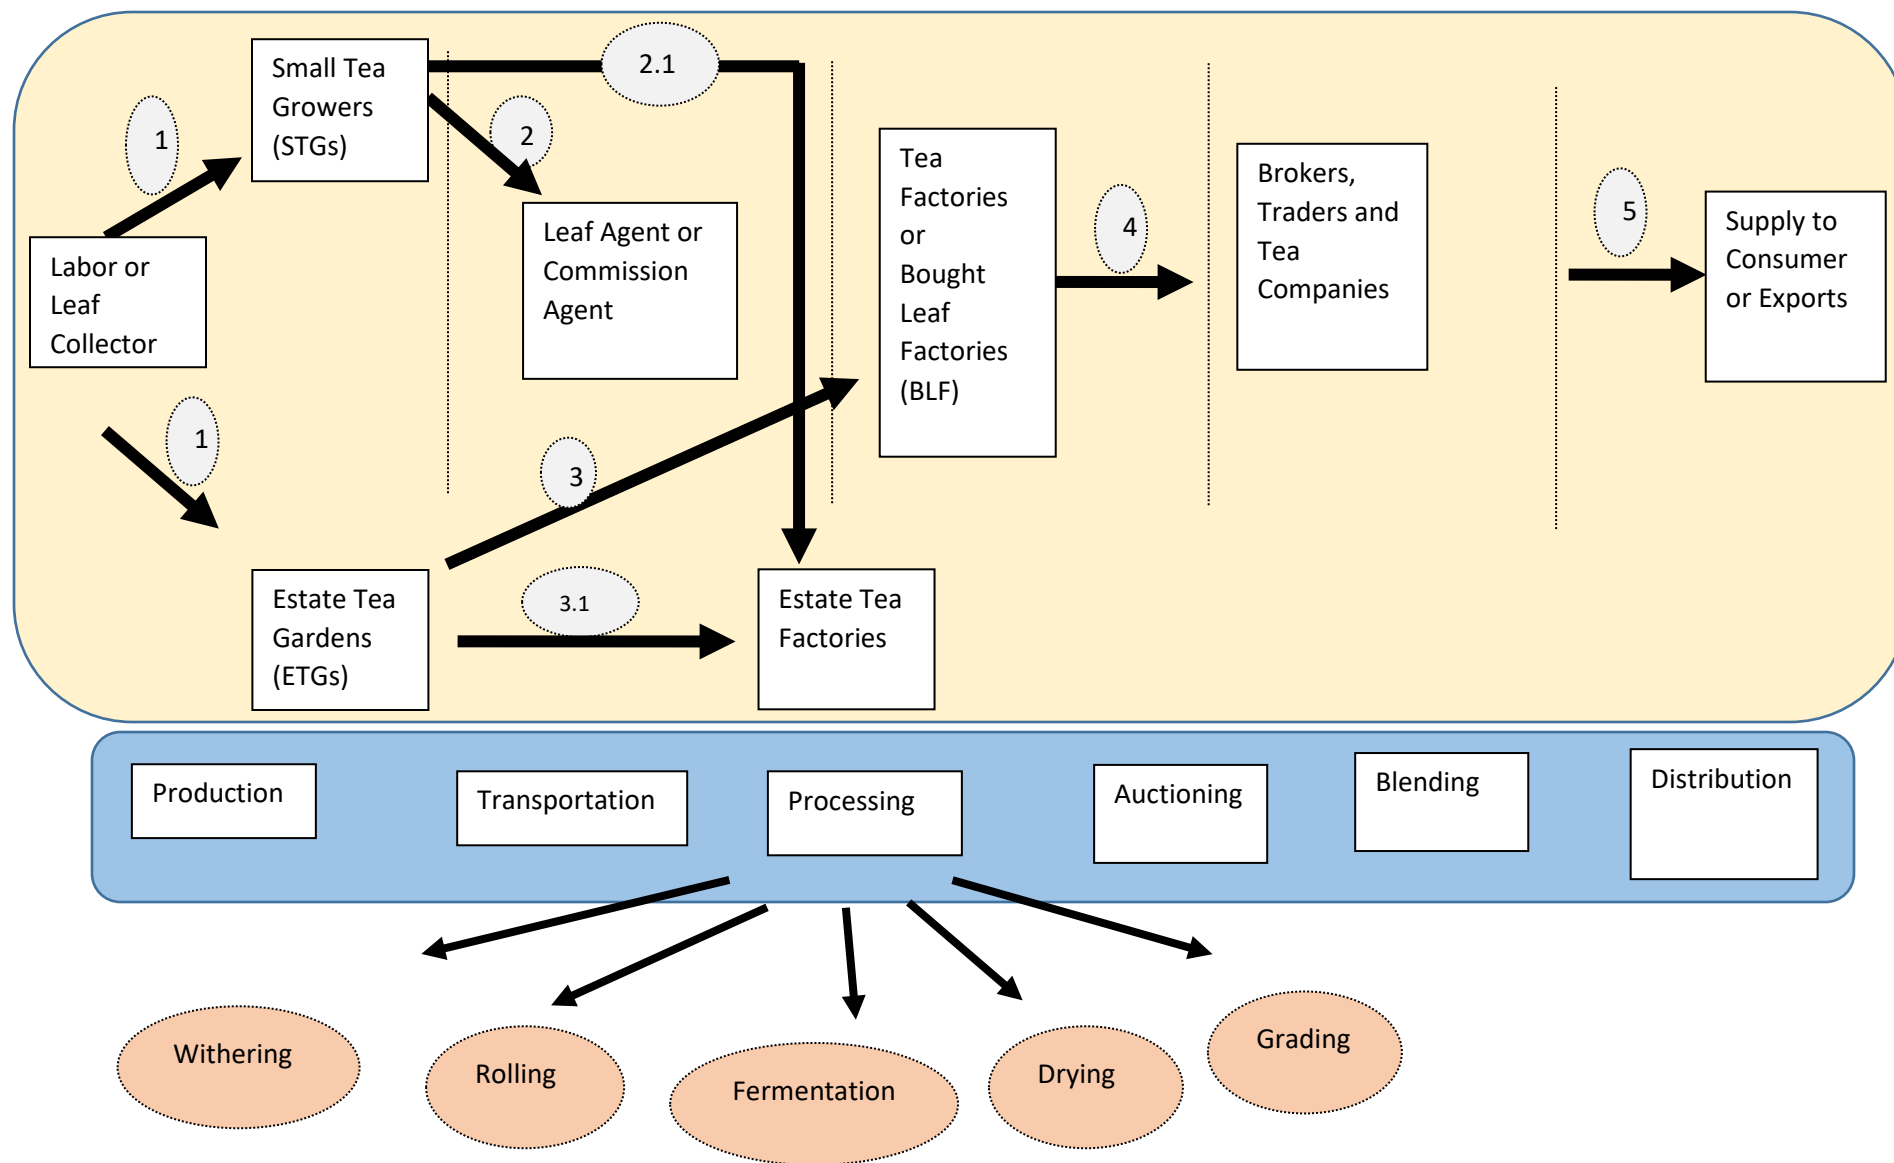 Small Tea
Growers
(STGs)
2.1
1
2
Labor or
Leaf
Collector
Leaf Agent or
Commission
Agent
Tea
Factories
or
Bought
Leaf
Factories
(BLF)
4
Brokers,
Traders and
Tea
Companies
5
Supply to
Consumer
or Exports
1
3
Estate Tea
Gardens
(ETGs)
3.1
Estate Tea
Factories
Production
Transportation
Processing
Auctioning
Blending
Distribution
Withering
Rolling
Fermentation
Drying
Grading